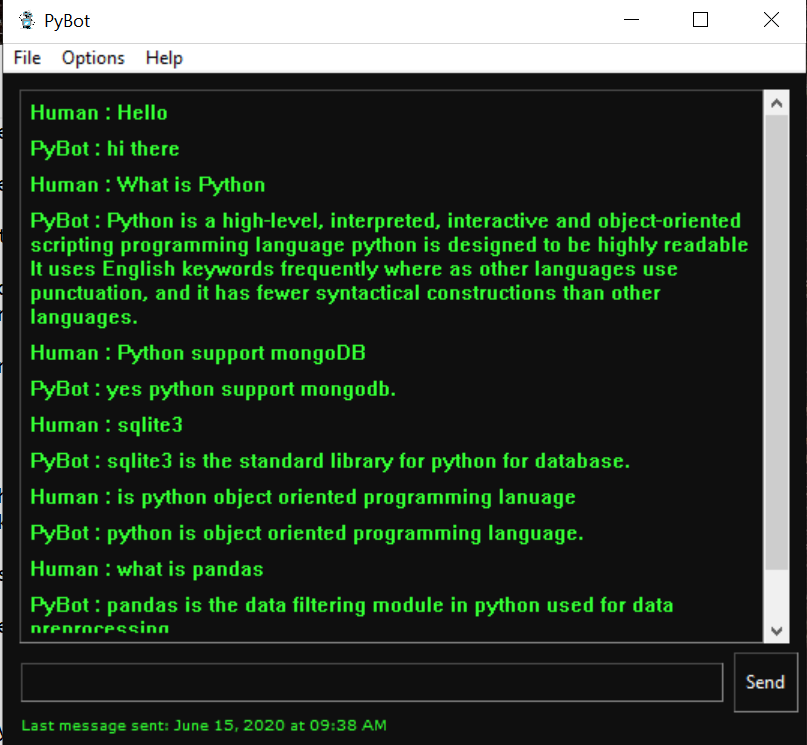 PyBot
File Options Help
Human : Hello
PyBot : hi there
Human : What is Python
PyBot : Python is a high-level, interpreted, interactive and object-oriented
scripting programming language python is designed to be highly readable
It uses English keywords frequently where as other languages use
punctuation, and it has fewer syntactical constructions than other
languages.
Human : Python support mongoDB
PyBot : yes python support mongodb.
Human : sqlite3
PyBot : sqlite3 is the standard library for python for database.
Human : is python object oriented programming lanuage
PyBot : python is object oriented programming language.
Human : what is pandas
PyBot : pandas is the data filtering module in python used for data
preprocessing
Send
Last message sent: June 15, 2020 at 09:38 AM